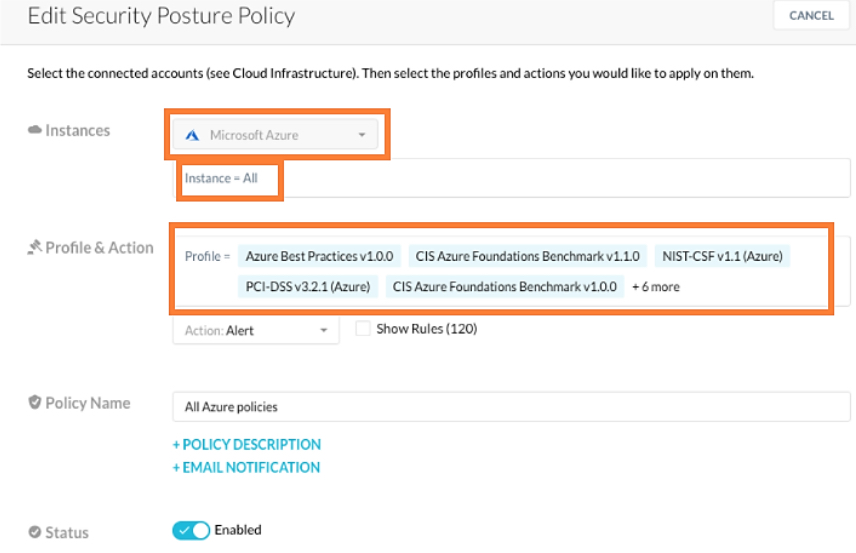 Edit Security Posture Policy
CANCEL
Select the connected accounts (see Cloud Infrastructure). Then select the profiles and actions you would like to apply on them.
Instances
Microsoft Azure
Instance = All
Profile & Action
Profile = Azure Best Practices v1.0.0 CIS Azure Foundations Benchmark v1.1.0 NIST-CSF v1.1 (Azure)
PCI-DSS v3.2.1 (Azure) CIS Azure Foundations Benchmark v1.0.0 + 6 more
Action: Alert Show Rules (120)
Policy Name
All Azure policies
+ POLICY DESCRIPTION
+ EMAIL NOTIFICATION
Status
Enabled